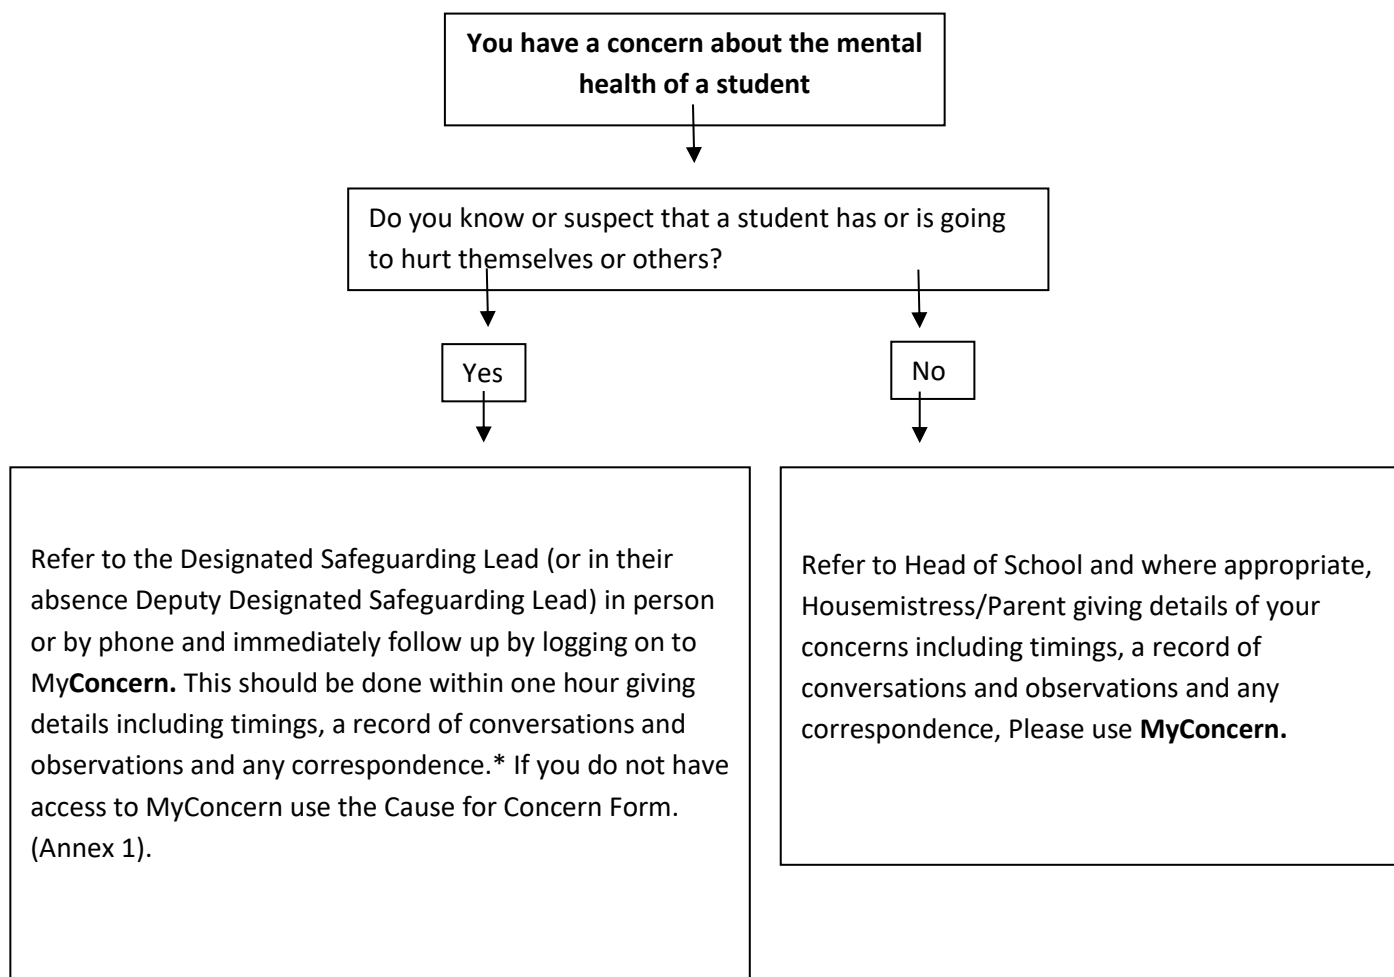 You have a concern about the mental
health of a student
Do you know or suspect that a student has or is going
to hurt themselves or others?
Yes
No
Refer to the Designated Safeguarding Lead (or in their
absence Deputy Designated Safeguarding Lead) in person
or by phone and immediately follow up by logging on to
MyConcern. This should be done within one hour giving
details including timings, a record of conversations and
observations and any correspondence.* If you do not have
access to MyConcern use the Cause for Concern Form.
(Annex 1).
Refer to Head of School and where appropriate,
Housemistress/Parent giving details of your
concerns including timings, a record of
conversations and observations and any
correspondence, Please use MyConcern.